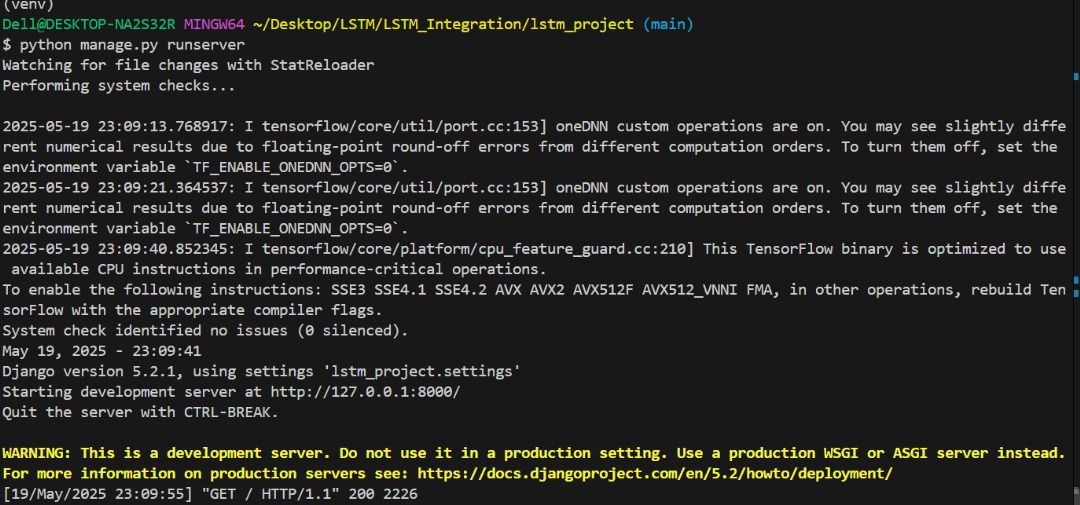 (venv)
Dell@DESKTOP-NA2S32R MINGW64 ~/Desktop/LSTM/LSTM_Integration/lstm_project (main)
$ python manage.py runserver
Watching for file changes with StatReloader
Performing system checks...
2025-05-19 23:09:13.768917: I tensorflow/core/util/port.cc:153] oneDNN custom operations are on. You may see slightly diffe
rent numerical results due to floating-point round-off errors from different computation orders. To turn them off, set the
environment variable `TF_ENABLE_ONEDNN_OPTS=0`.
2025-05-19 23:09:21.364537: I tensorflow/core/util/port.cc:153] oneDNN custom operations are on. You may see slightly diffe
rent numerical results due to floating-point round-off errors from different computation orders. To turn them off, set the
environment variable `TF_ENABLE_ONEDNN_OPTS=0`.
2025-05-19 23:09:40.852345: I tensorflow/core/platform/cpu_feature_guard.cc:210] This TensorFlow binary is optimized to use
 available CPU instructions in performance-critical operations.
To enable the following instructions: SSE3 SSE4.1 SSE4.2 AVX AVX2 AVX512F AVX512_VNNI FMA, in other operations, rebuild Ten
sorFlow with the appropriate compiler flags.
System check identified no issues (0 silenced).
May 19, 2025 - 23:09:41
Django version 5.2.1, using settings 'lstm_project.settings'
Starting development server at http://127.0.0.1:8000/
Quit the server with CTRL-BREAK.
WARNING: This is a development server. Do not use it in a production setting. Use a production WSGI or ASGI server instead.
For more information on production servers see: https://docs.djangoproject.com/en/5.2/howto/deployment/
[19/May/2025 23:09:55] "GET / HTTP/1.1" 200 2226